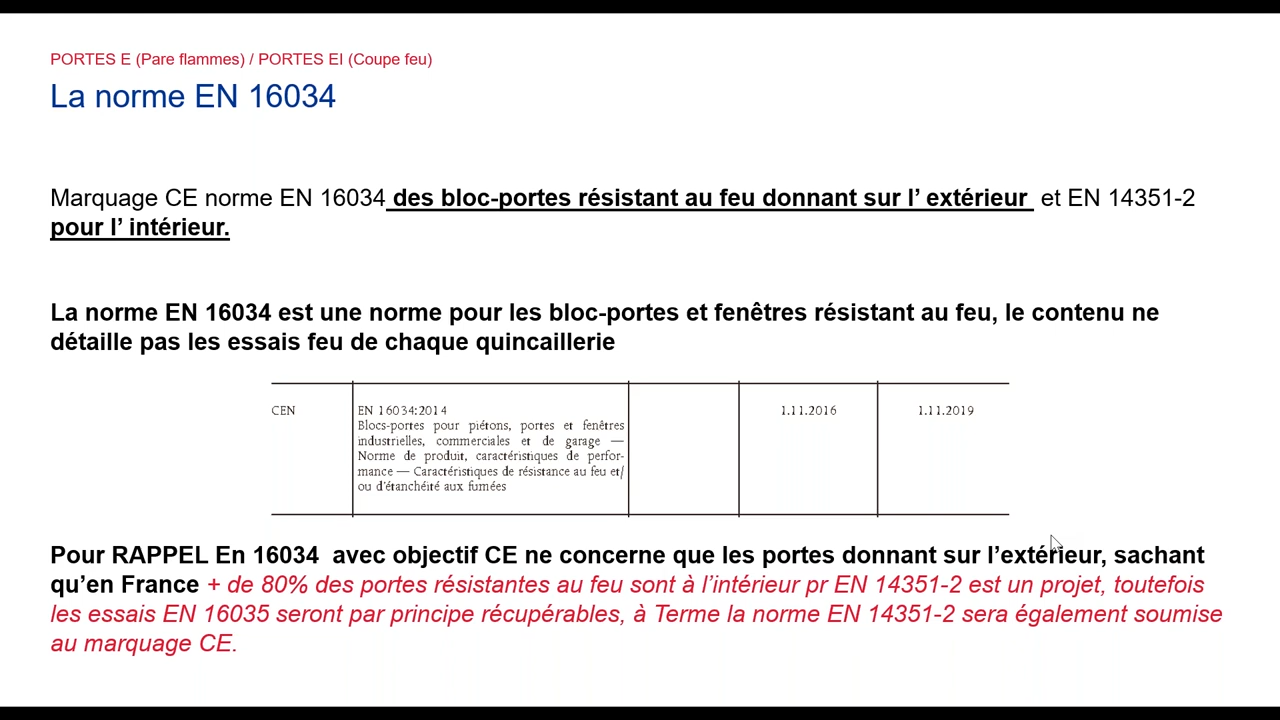 PORTES E (Pare flammes) / PORTES EI (Coupe feu)
La norme EN 16034
Marquage CE norme EN 16034 des bloc-portes résistant au feu donnant sur l’ extérieur  et EN 14351-2
pour l’ intérieur.
La norme EN 16034 est une norme pour les bloc-portes et fenêtres résistant au feu, le contenu ne
détaille pas les essais feu de chaque quincaillerie
CEN
EN 16034:2014
Blocs-portes pour piétons, portes et fenêtres
industrielles, commerciales et de garage —
Norme de produit, caractéristiques de perfor-
mance — Caractéristiques de résistance au feu et/
ou d’étanchéité aux fumées
1.11.2016
1.11.2019
Pour RAPPEL En 16034  avec objectif CE ne concerne que les portes donnant sur l’extérieur, sachant
qu’en France + de 80% des portes résistantes au feu sont à l’intérieur pr EN 14351-2 est un projet, toutefois
les essais EN 16035 seront par principe récupérables, à Terme la norme EN 14351-2 sera également soumise
au marquage CE.